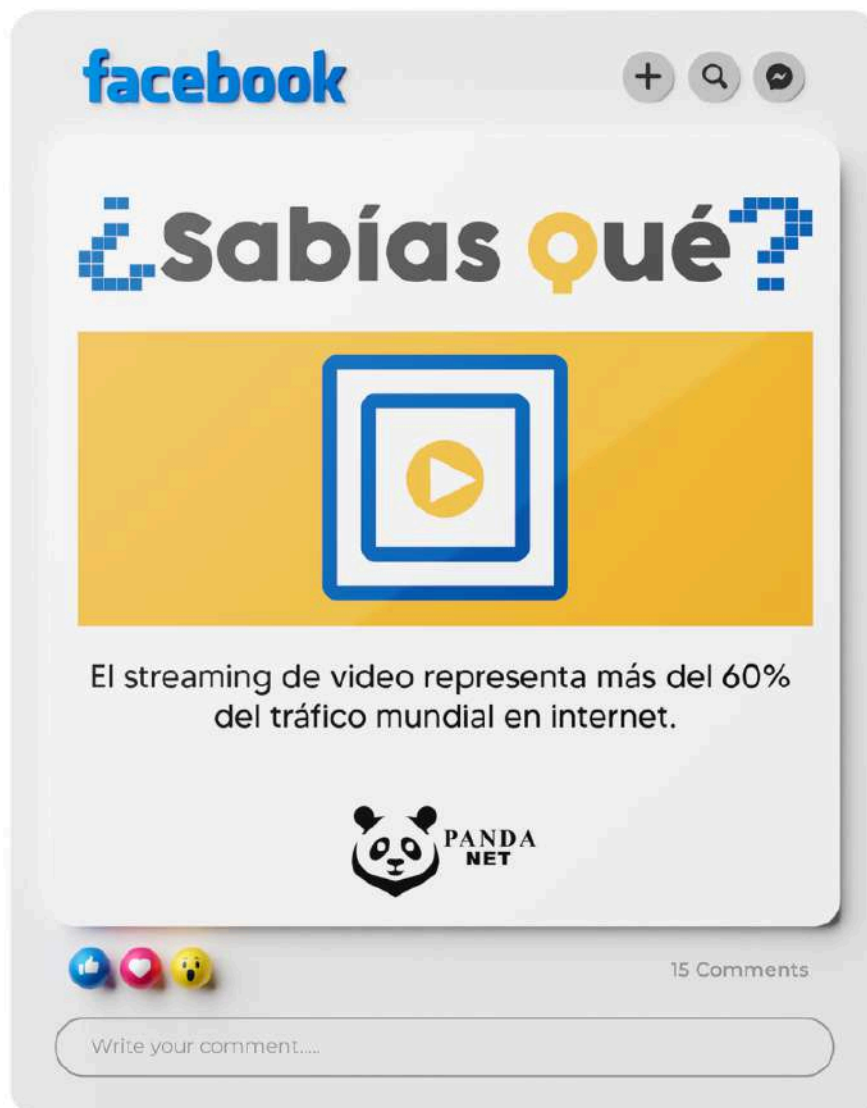 facebook
¿Sabías Qué?
El streaming de video representa más del 60%
del tráfico mundial en internet.
PANDA
NET
15 Comments
Write your comment.....